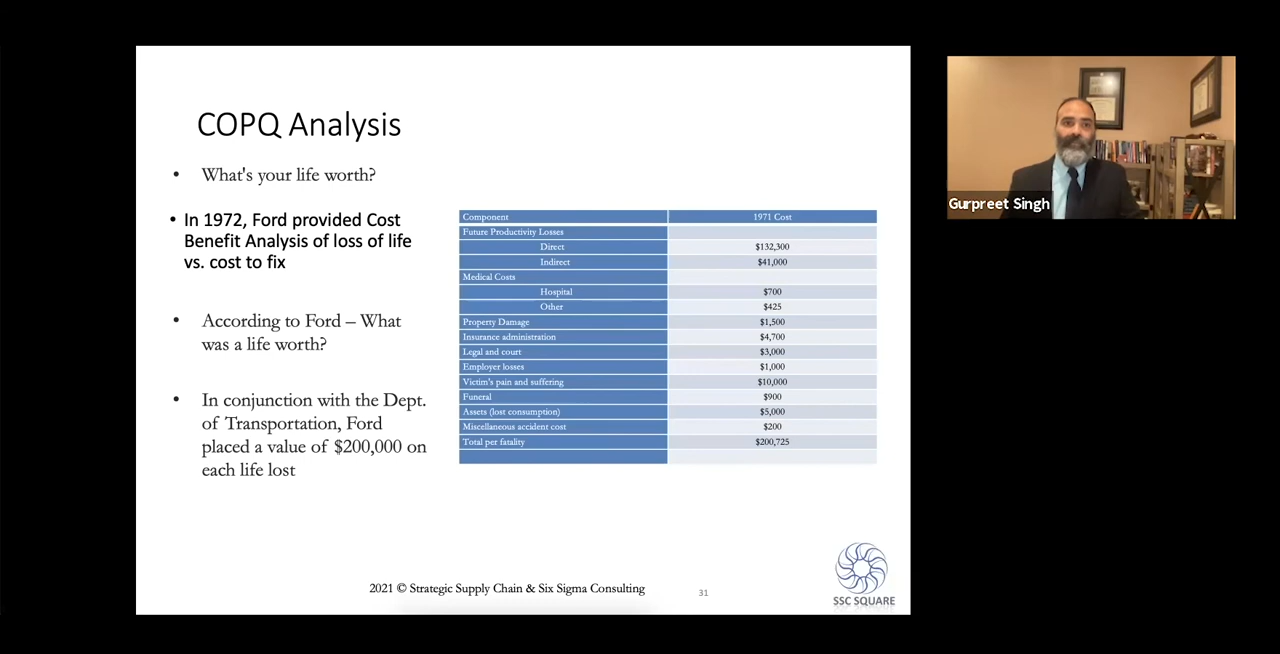 COPQ Analysis
• What's your life worth?
• In 1972, Ford provided Cost
Benefit Analysis of loss of life
vs. cost to fix
• According to Ford – What
was a life worth?
• In conjunction with the Dept.
of Transportation, Ford
placed a value of $200,000 on
each life lost
Component 1971 Cost
Future Productivity Losses
Direct $132,300
Indirect $41,000
Medical Costs
Hospital $700
Other $425
Property Damage $1,500
Insurance administration $4,700
Legal and court $3,000
Employer losses $1,000
Victim's pain and suffering $10,000
Funeral $900
Assets (lost consumption) $5,000
Miscellaneous accident cost $200
Total per fatality $200,725
2021 © Strategic Supply Chain & Six Sigma Consulting
31
SSC SQUARE
Gurpreet Singh